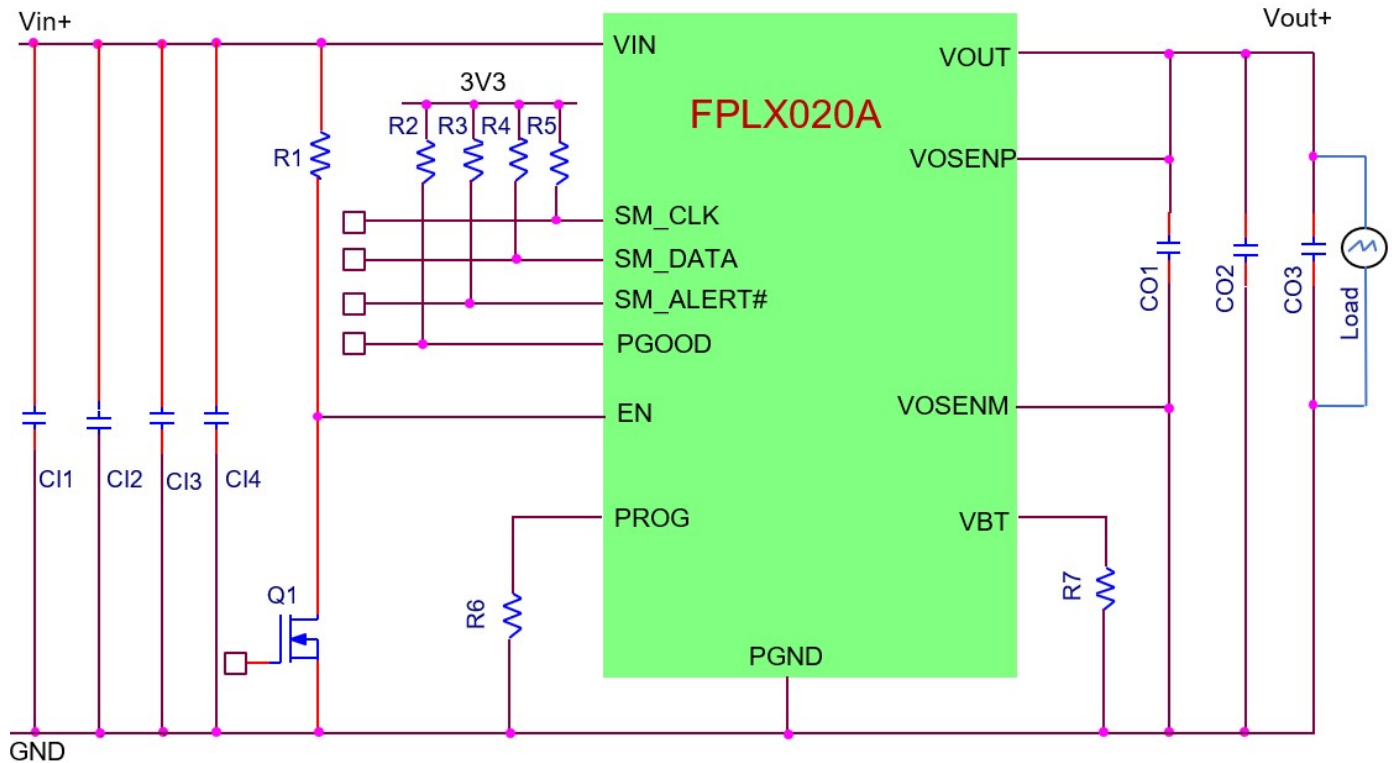 Vin+
Vout+
VIN
VOUT
3V3
FPLX020A
R2
R3
R4
R5
R1
VOSENP
SM_CLK
SM_DATA
SM_ALERT#
PGOOD
CO1
CO2
CO3
Load
EN
VOSENM
CI1
CI2
CI3
CI4
PROG
VBT
Q1
R6
R7
PGND
GND